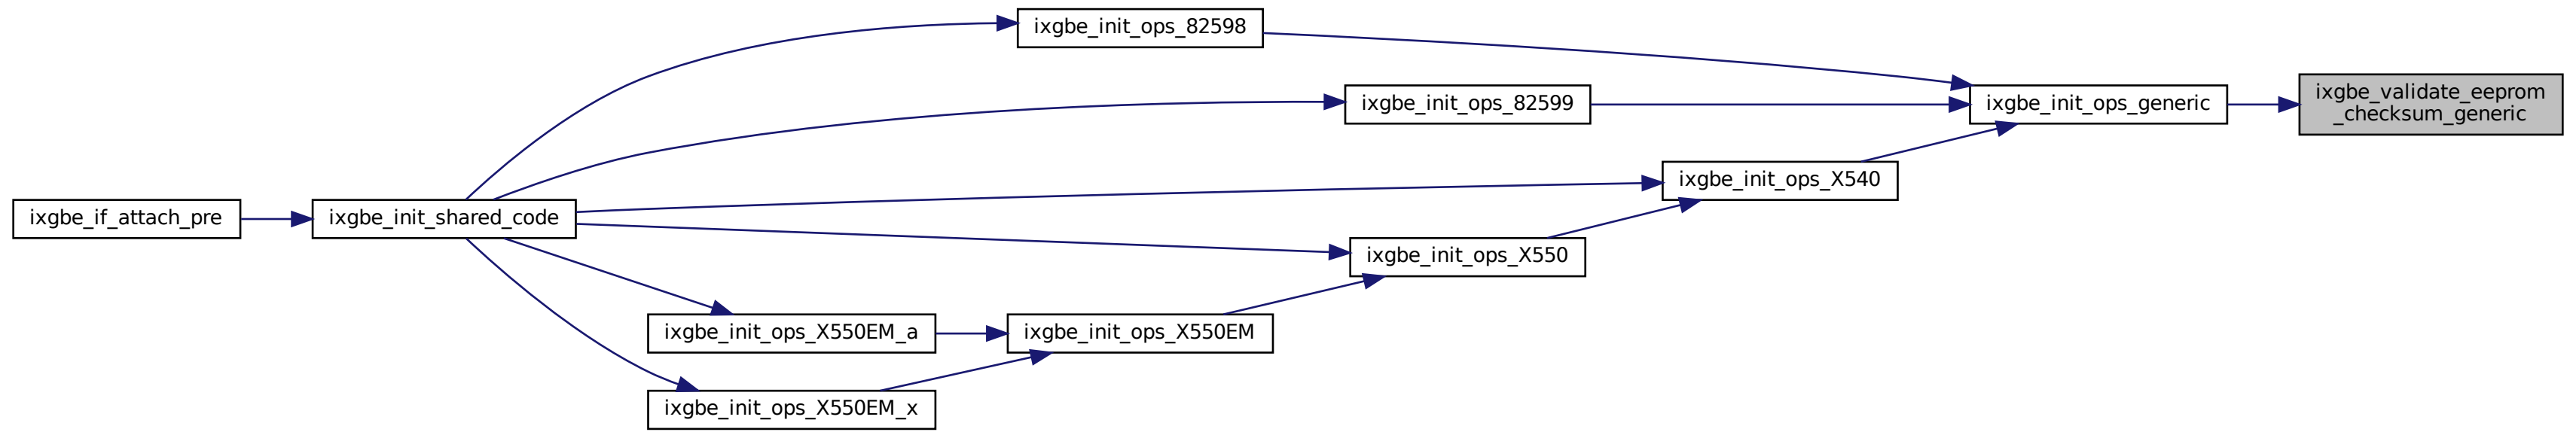 ixgbe_init_ops_82598
ixgbe_validate_eeprom
_checksum_generic
ixgbe_init_ops_82599
ixgbe_init_ops_generic
ixgbe_init_ops_X540
ixgbe_if_attach_pre
ixgbe_init_shared_code
ixgbe_init_ops_X550
ixgbe_init_ops_X550EM_a
ixgbe_init_ops_X550EM
ixgbe_init_ops_X550EM_x